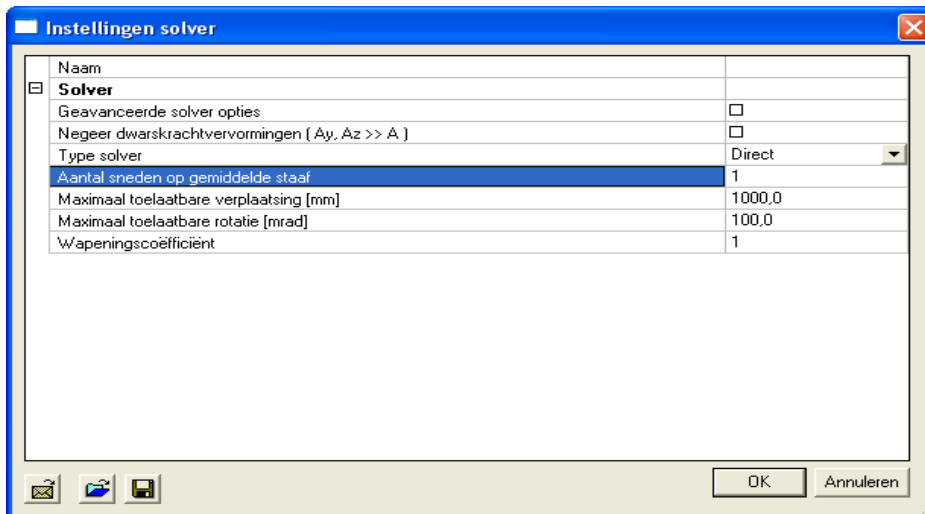 Instellingen solver
Naam
Solver
Geavanceerde solver opties
Negeer dwarskrachtvervormingen ( Ay, Az >> A )
Type solver Direct
Aantal sneden op gemiddelde staaf 1
Maximaal toelaatbare verplaatsing [mm] 1000,0
Maximaal toelaatbare rotatie [mrad] 100,0
Wapeningscoëfficiënt 1
OK Annuleren